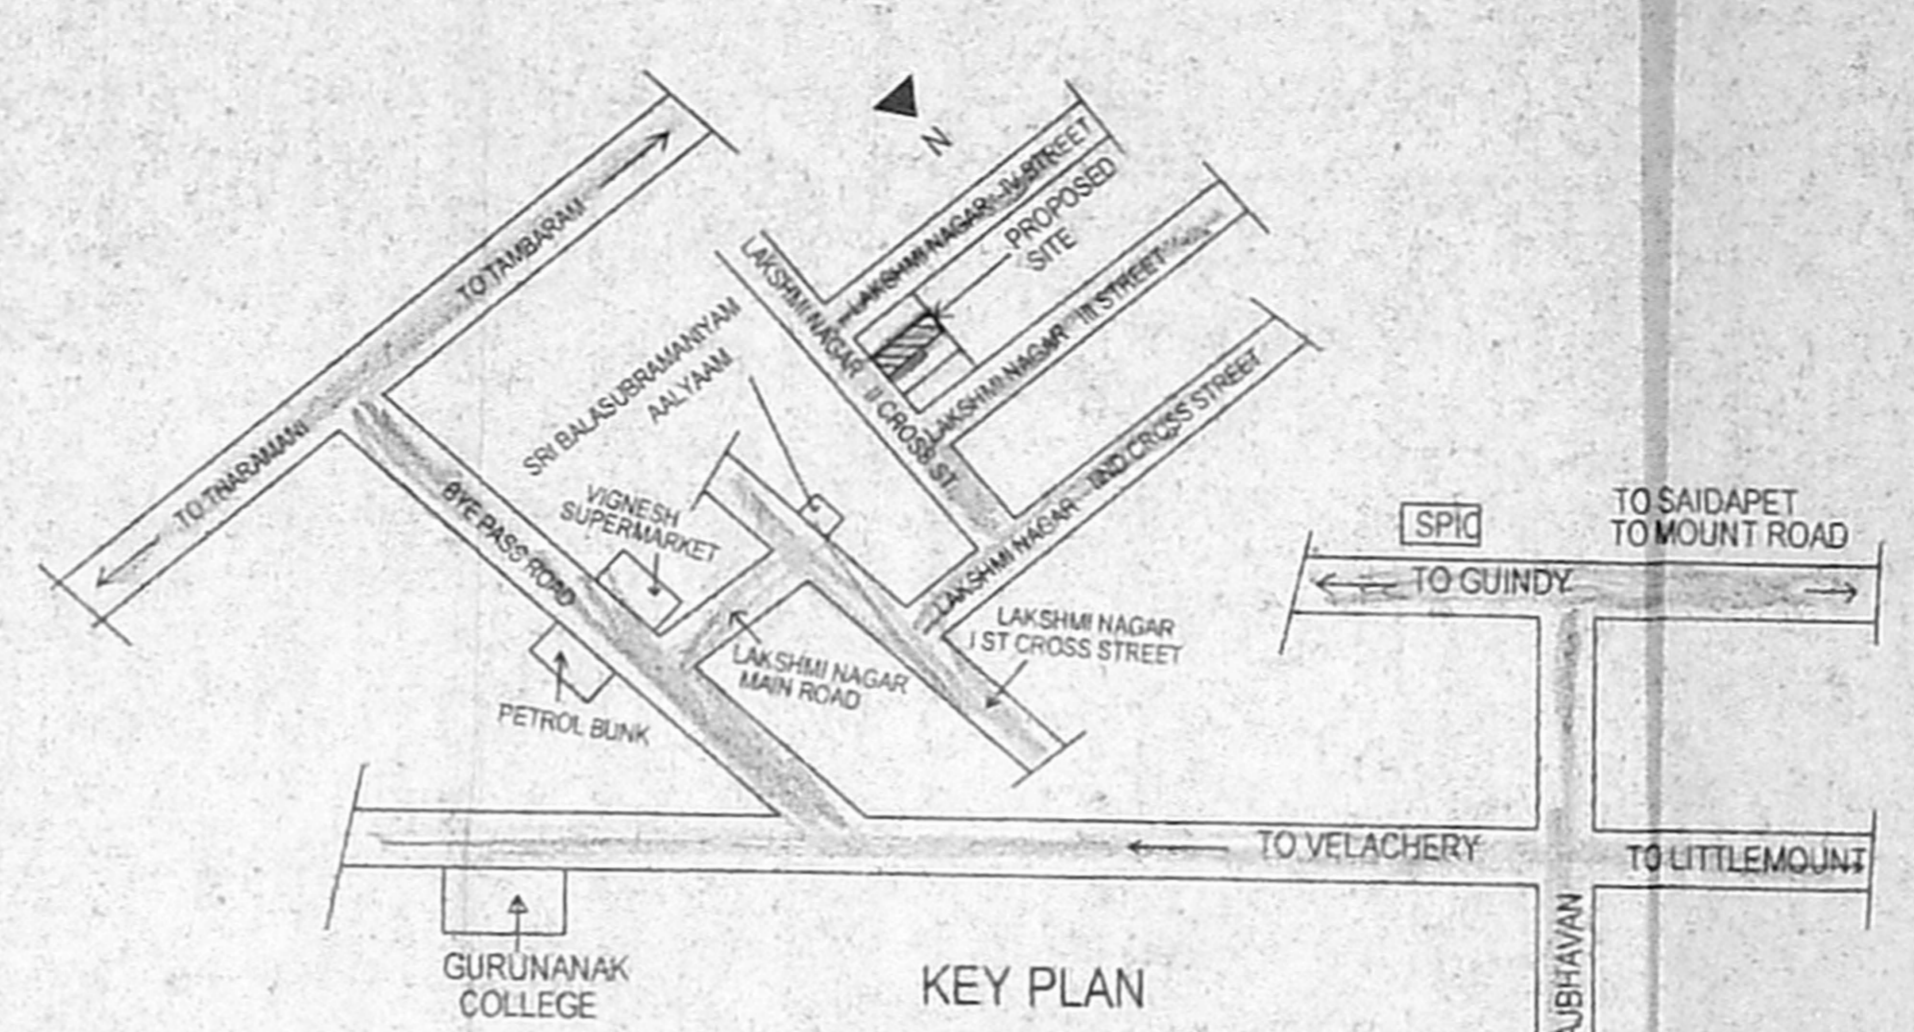 N
LAKSHMI NAGAR - IV STREET
PROPOSED
SITE
TO TAMBARAM
LAKSHMI NAGAR II CROSS ST.
LAKSHMI NAGAR III STREET
SRI BALASUBRAMANIYAM
AALYAAM
TO THARAMANI
BYE PASS ROAD
VIGNESH
SUPERMARKET
LAKSHMI NAGAR - IIND CROSS STREET
SPIC
TO SAIDAPET
TO MOUNT ROAD
TO GUINDY
LAKSHMI NAGAR
I ST CROSS STREET
LAKSHMI NAGAR
MAIN ROAD
PETROL BUNK
TO VELACHERY
TO LITTLEMOUNT
GURUNANAK
COLLEGE
KEY PLAN